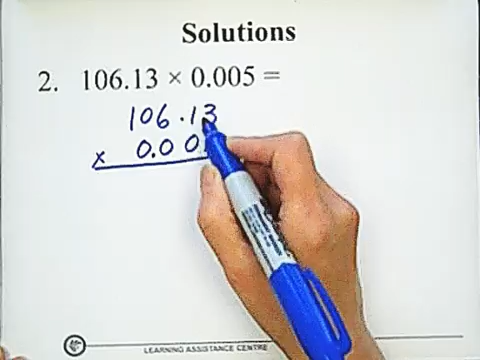 Solutions
2. 106.13 × 0.005 =
106.13
× 0.00
LEARNING ASSISTANCE CENTRE